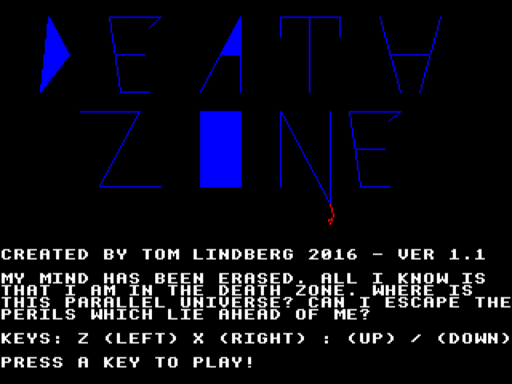 DEATH
ZONE
CREATED BY TOM LINDBERG 2016 - VER 1.1
MY MIND HAS BEEN ERASED. ALL I KNOW IS
THAT I AM IN THE DEATH ZONE. WHERE IS
THIS PARALLEL UNIVERSE? CAN I ESCAPE THE
PERILS WHICH LIE AHEAD OF ME?
KEYS: Z (LEFT) X (RIGHT) : (UP) / (DOWN)
PRESS A KEY TO PLAY!